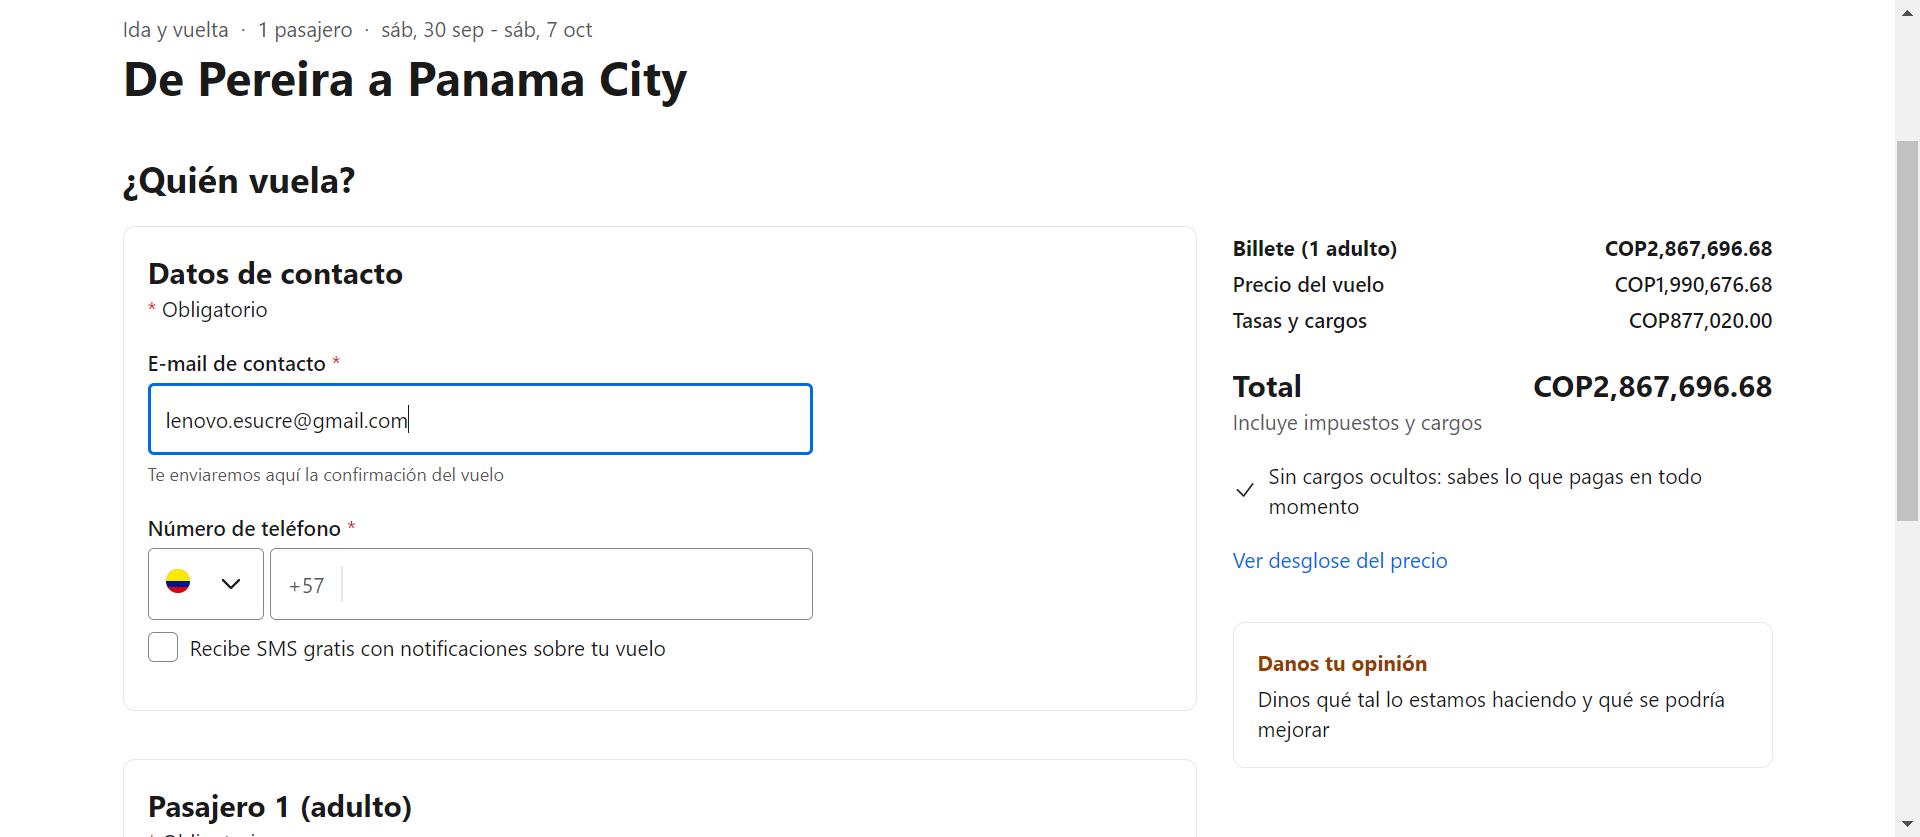 Ida y vuelta · 1 pasajero · sáb, 30 sep - sáb, 7 oct
De Pereira a Panama City
¿Quién vuela?
Datos de contacto
* Obligatorio
E-mail de contacto *
lenovo.esucre@gmail.com
Te enviaremos aquí la confirmación del vuelo
Número de teléfono *
+57
Recibe SMS gratis con notificaciones sobre tu vuelo
Pasajero 1 (adulto)
Billete (1 adulto) COP2,867,696.68
Precio del vuelo COP1,990,676.68
Tasas y cargos COP877,020.00
Total COP2,867,696.68
Incluye impuestos y cargos
Sin cargos ocultos: sabes lo que pagas en todo
momento
Ver desglose del precio
Danos tu opinión
Dinos qué tal lo estamos haciendo y qué se podría
mejorar